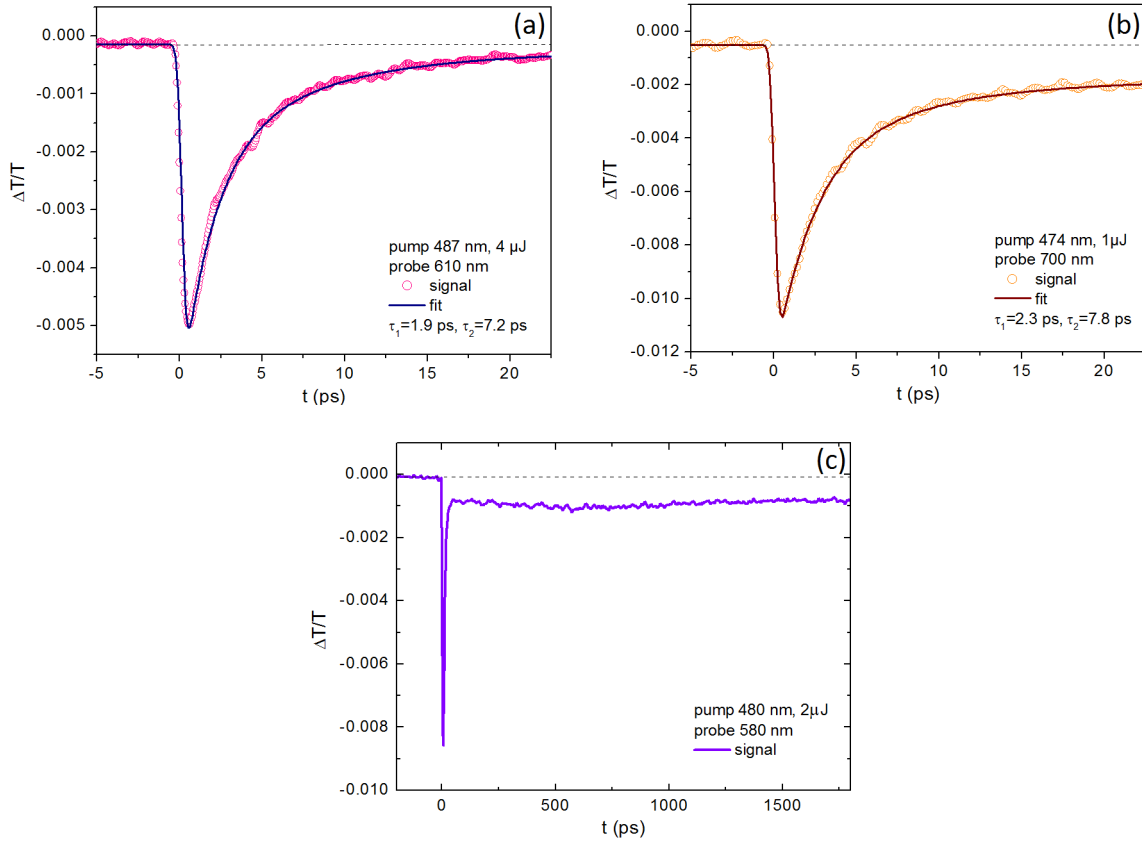 (a)
0.000
-0.001
-0.002
-0.003
-0.004
-0.005
ΔT/T
pump 487 nm, 4 μJ
probe 610 nm
signal
fit
τ₁=1.9 ps, τ₂=7.2 ps
-5 0 5 10 15 20
t (ps)
(b)
0.000
-0.002
-0.004
-0.006
-0.008
-0.010
-0.012
ΔT/T
pump 474 nm, 1μJ
probe 700 nm
signal
fit
τ₁=2.3 ps, τ₂=7.8 ps
-5 0 5 10 15 20
t (ps)
(c)
0.000
-0.002
-0.004
-0.006
-0.008
-0.010
ΔT/T
pump 480 nm, 2μJ
probe 580 nm
signal
0 500 1000 1500
t (ps)